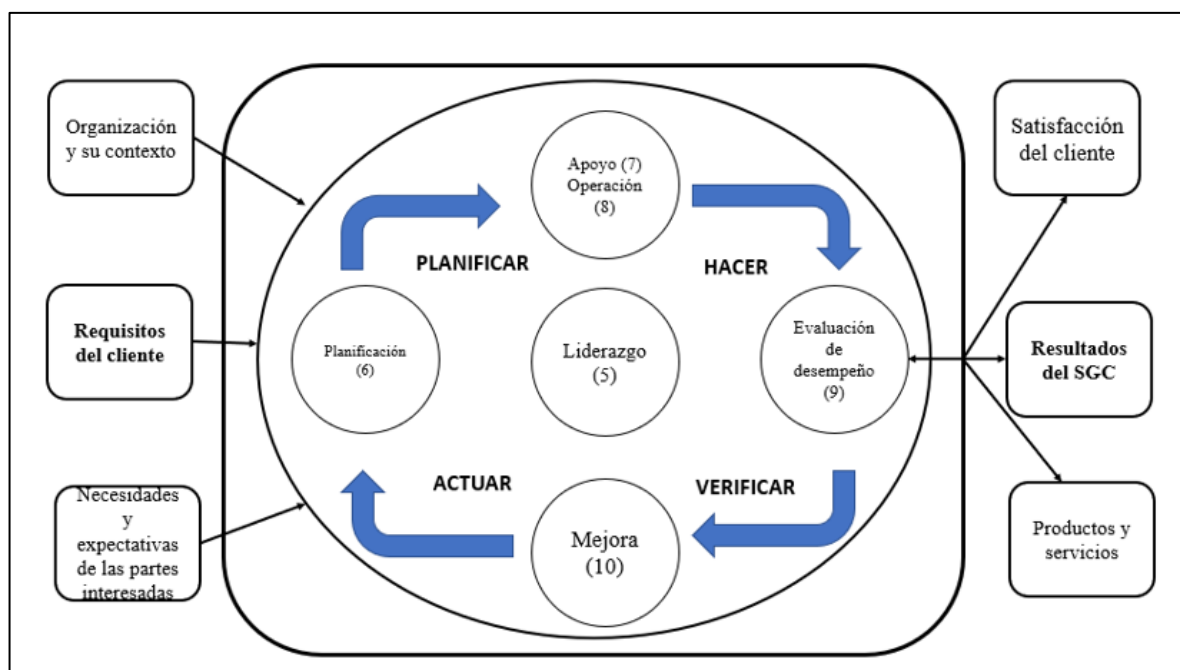 Organización
y su contexto
Requisitos
del cliente
Necesidades
y
expectativas
de las partes
interesadas
Apoyo (7)
Operación
(8)
PLANIFICAR
HACER
Planificación
(6)
Liderazgo
(5)
Evaluación
de
desempeño
(9)
ACTUAR
VERIFICAR
Mejora
(10)
Satisfacción
del cliente
Resultados
del SGC
Productos y
servicios